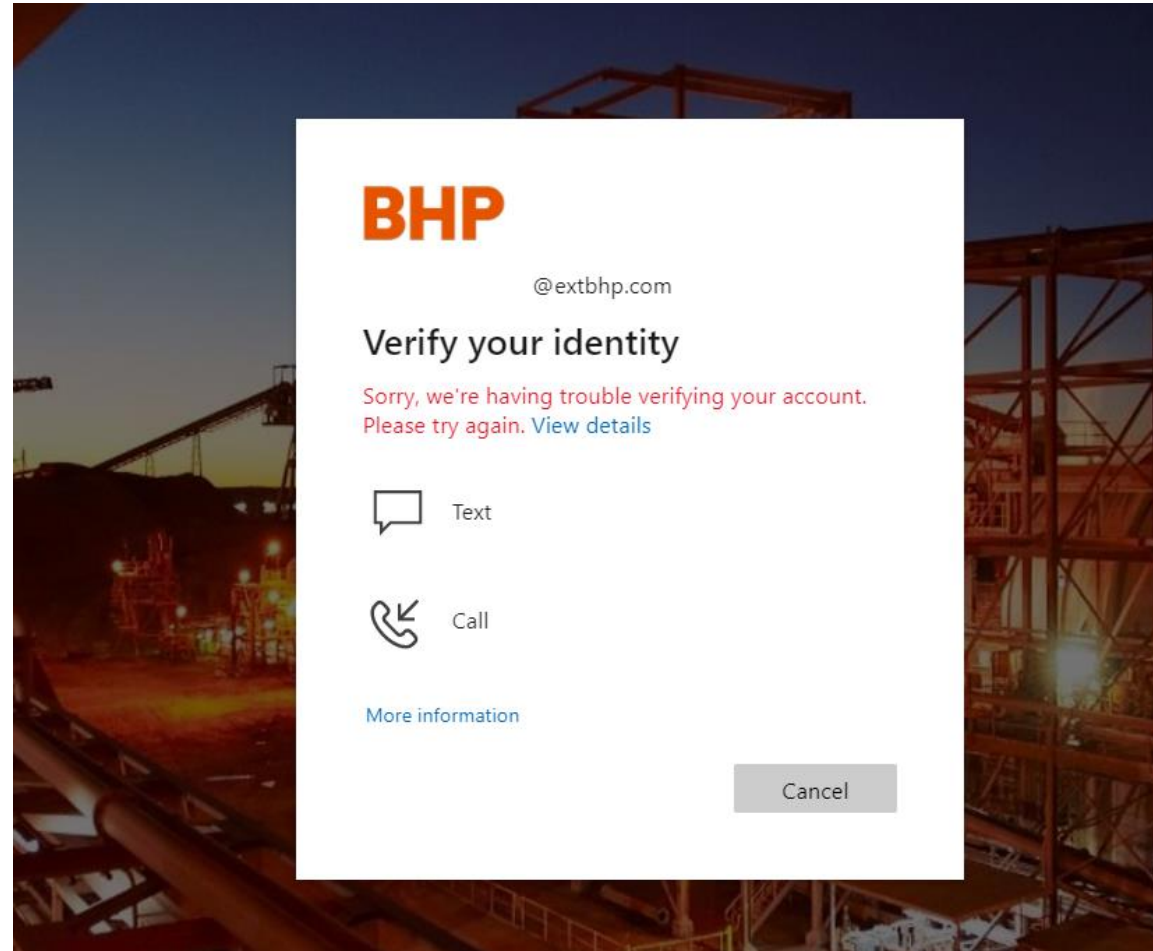 BHP
@extbhp.com
Verify your identity
Sorry, we're having trouble verifying your account.
Please try again. View details
Text
Call
More information
Cancel